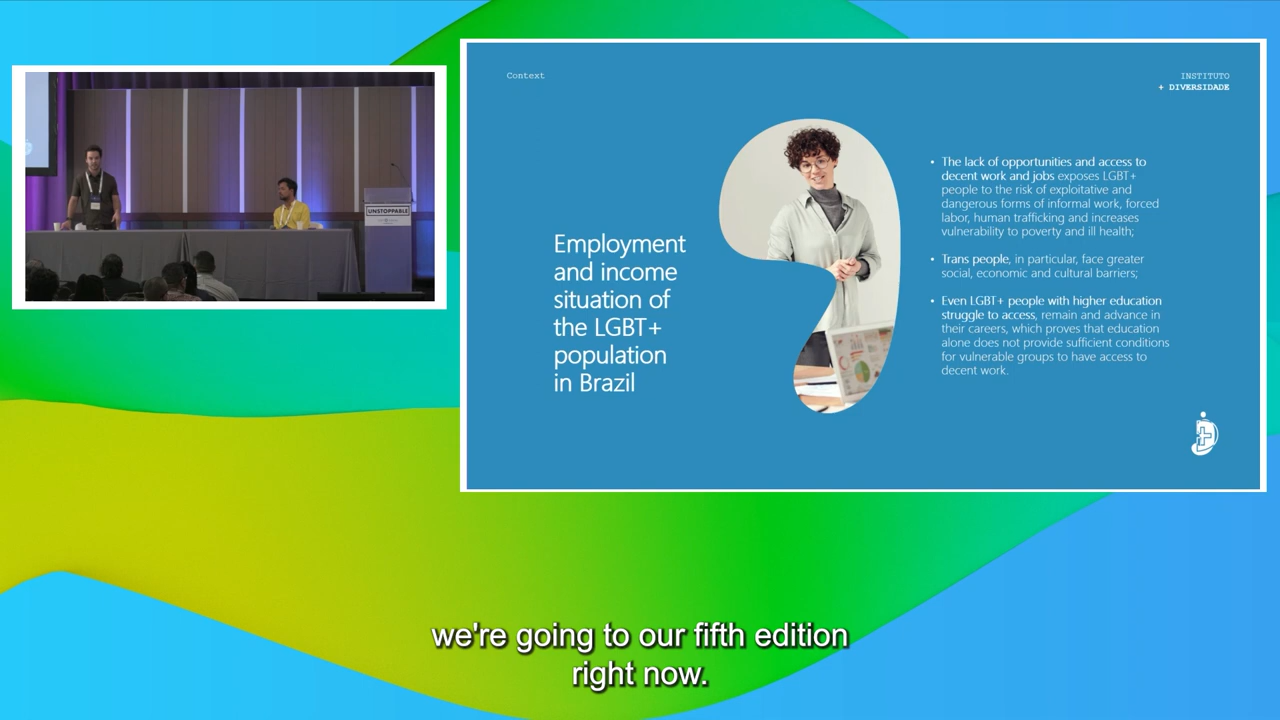 UNSTOPPABLE
Context
INSTITUTO
+ DIVERSIDADE
Employment
and income
situation of
the LGBT+
population
in Brazil
• The lack of opportunities and access to
decent work and jobs exposes LGBT+
people to the risk of exploitative and
dangerous forms of informal work, forced
labor, human trafficking and increases
vulnerability to poverty and ill health;
• Trans people, in particular, face greater
social, economic and cultural barriers;
• Even LGBT+ people with higher education
struggle to access, remain and advance in
their careers, which proves that education
alone does not provide sufficient conditions
for vulnerable groups to have access to
decent work.
we're going to our fifth edition
right now.